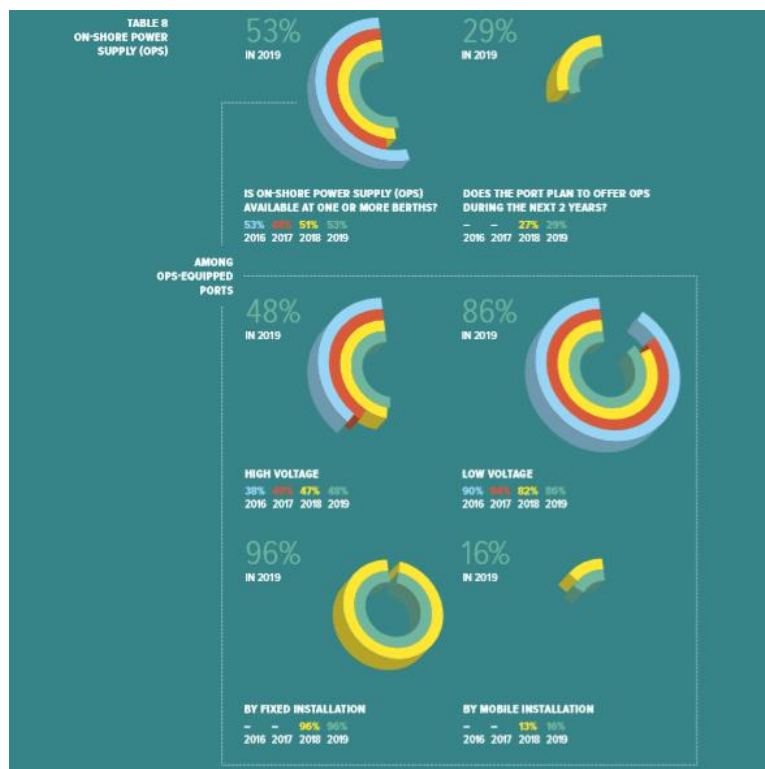 TABLE 8
ON-SHORE POWER
SUPPLY (OPS)
53%
IN 2019
29%
IN 2019
IS ON-SHORE POWER SUPPLY (OPS)
AVAILABLE AT ONE OR MORE BERTHS?
53% 51% 53%
2016 2017 2018 2019
DOES THE PORT PLAN TO OFFER OPS
DURING THE NEXT 2 YEARS?
– – 27% 29%
2016 2017 2018 2019
AMONG
OPS-EQUIPPED
PORTS
48%
IN 2019
86%
IN 2019
HIGH VOLTAGE
38% 47% 48%
2016 2017 2018 2019
LOW VOLTAGE
90% 82% 86%
2016 2017 2018 2019
96%
IN 2019
16%
IN 2019
BY FIXED INSTALLATION
– – 96% 96%
2016 2017 2018 2019
BY MOBILE INSTALLATION
– – 13% 16%
2016 2017 2018 2019